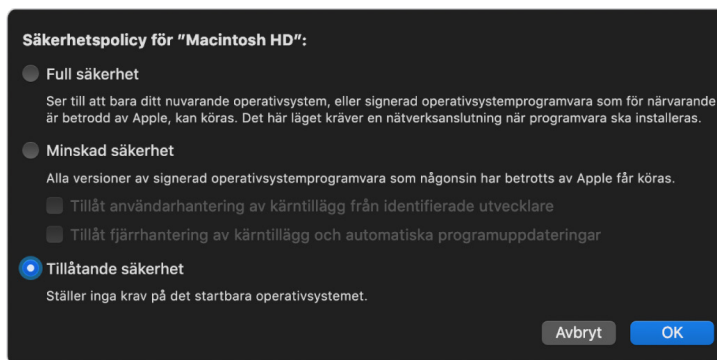 Säkerhetspolicy för ”Macintosh HD”:
Full säkerhet
Ser till att bara ditt nuvarande operativsystem, eller signerad operativsystemprogramvara som för närvarande
är betrodd av Apple, kan köras. Det här läget kräver en nätverksanslutning när programvara ska installeras.
Minskad säkerhet
Alla versioner av signerad operativsystemprogramvara som någonsin har betrotts av Apple får köras.
Tillåt användarhantering av kärntillägg från identifierade utvecklare
Tillåt fjärrhantering av kärntillägg och automatiska programuppdateringar
Tillåtande säkerhet
Ställer inga krav på det startbara operativsystemet.
Avbryt OK